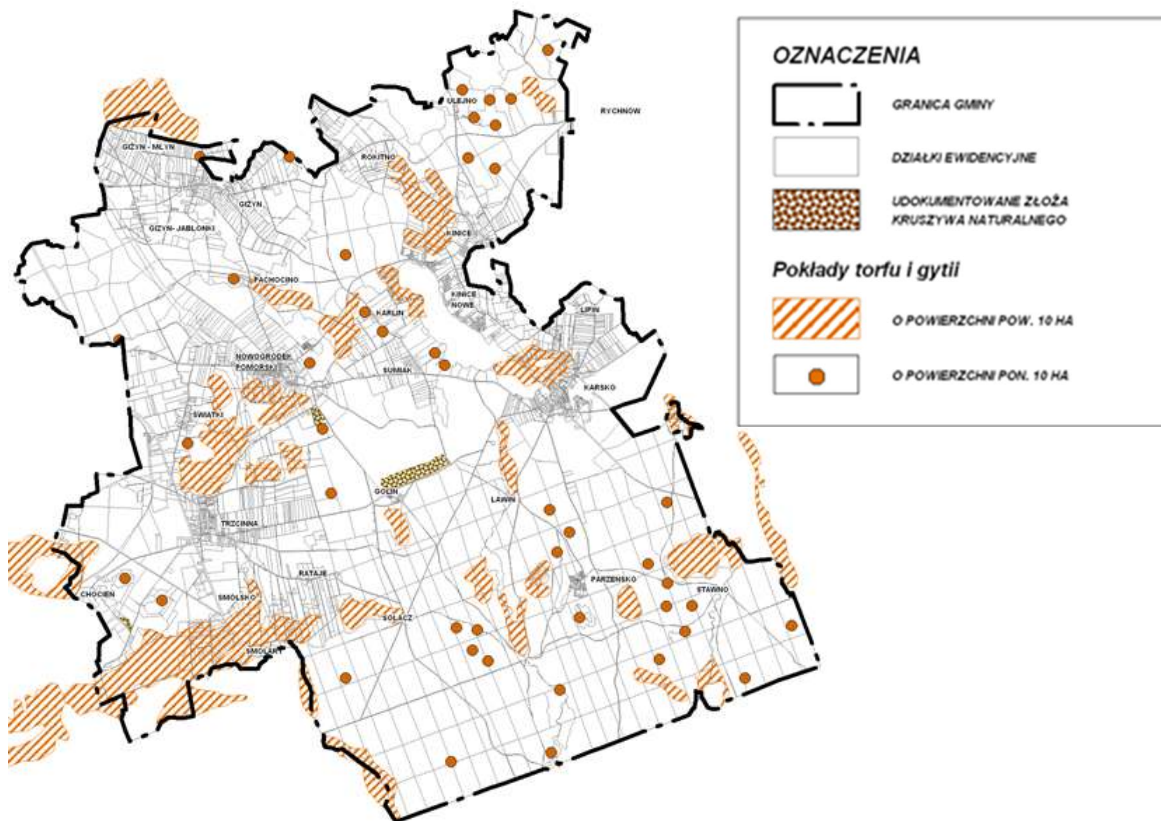 OZNACZENIA
GRANICA GMINY
DZIAŁKI EWIDENCYJNE
UDOKUMENTOWANE ZŁOŻA
KRUSZYWA NATURALNEGO
Pokłady torfu i gytii
O POWIERZCHNI POW. 10 HA
O POWIERZCHNI PON. 10 HA
ULEJNO
RYCHNÓW
GIŻYN - MŁYN
ROKITNO
GIŻYN
GIŻYN- JABŁONKI
KINICE
PACHOCINO
KINICE
NOWE
KARLIN
LIPIN
NOWOGRÓDEK
POMORSKI
SUMIAK
KARSKO
ŚWIATKI
GOLIN
ŁAWIN
TRZCINNA
RATAJE
PARZEŃSKO
CHOCIEŃ
SMOLSKO
STAWNO
SOŁACZ
SMOLARY